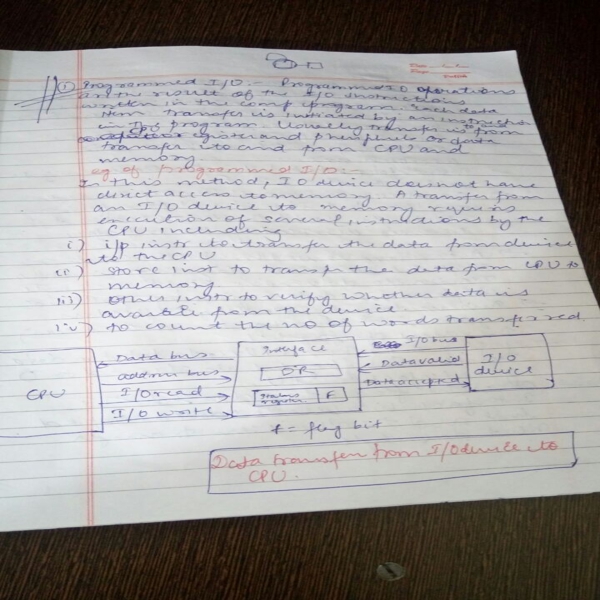 (i) Programmed I/O :- Programmed IO operations
are the result of the I/O instructions
written in the comp program. Each data
item transfer is initiated by an instruction
in the program. Usually transfer is from
register and peripheral or data
transfer to and from CPU and
memory.
eg of Programmed I/O :-
In this method, IO device does not have
direct access to memory. A transfer from
an I/O device to memory requires
execution of several instructions by the
CPU including
i) i/p instr to transfer the data from device
to the CPU
ii) store inst to transf the data from CPU to
memory
iii) other instr to verify whether data is
available from the device
iv) to count the no of words transferred.
CPU
Data bus
address bus
I/O read
I/O write
Interface
DR
status register F
I/O bus
Data valid
Data accepted
I/O device
F = flag bit
Data transfer from I/O device to
CPU.